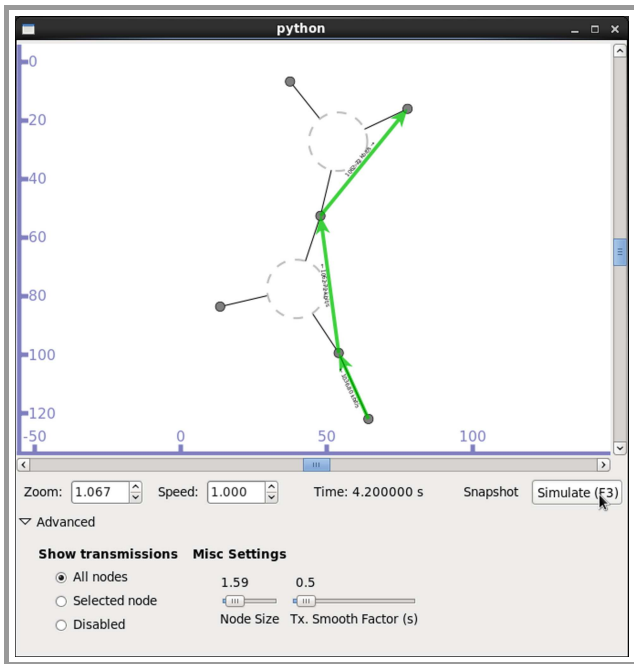 python
0
20
40
60
80
100
120
-50 0 50 100
Zoom: 1.067 Speed: 1.000 Time: 4.200000 s Snapshot Simulate (F3)
Advanced
Show transmissions Misc Settings
All nodes
1.59 0.5
Selected node
Node Size Tx. Smooth Factor (s)
Disabled